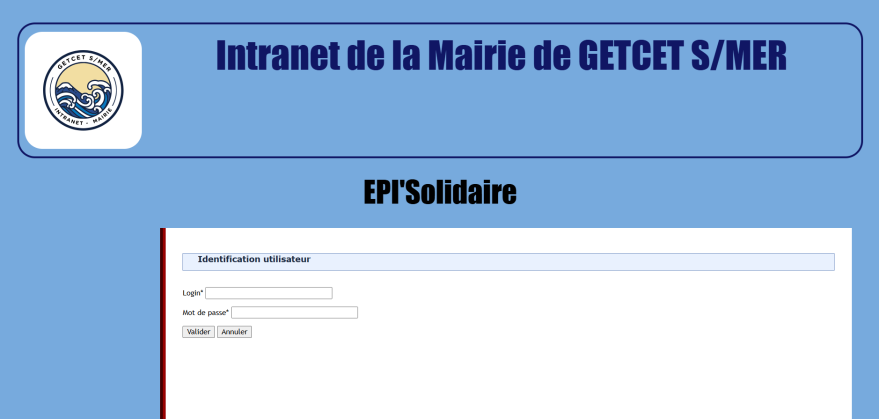 Intranet de la Mairie de GETCET S/MER
GETCET S/MER
INTRANET - MAIRIE
EPI'Solidaire
Identification utilisateur
Login*
Mot de passe*
Valider Annuler